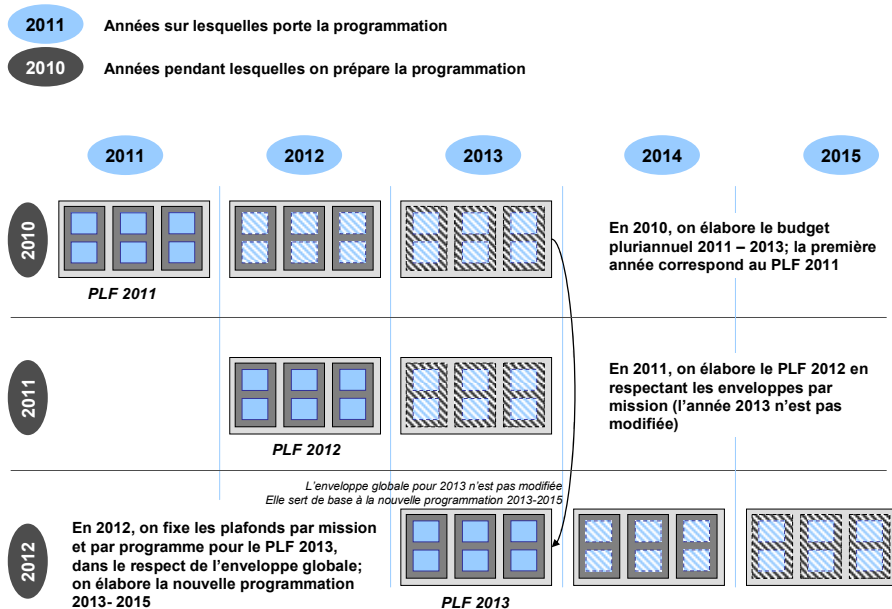 2011
Années sur lesquelles porte la programmation
2010
Années pendant lesquelles on prépare la programmation
2011
2012
2013
2014
2015
2010
PLF 2011
En 2010, on élabore le budget
pluriannuel 2011 – 2013; la première
année correspond au PLF 2011
2011
PLF 2012
En 2011, on élabore le PLF 2012 en
respectant les enveloppes par
mission (l'année 2013 n'est pas
modifiée)
L'enveloppe globale pour 2013 n'est pas modifiée
Elle sert de base à la nouvelle programmation 2013-2015
2012
En 2012, on fixe les plafonds par mission
et par programme pour le PLF 2013,
dans le respect de l'enveloppe globale;
on élabore la nouvelle programmation
2013- 2015
PLF 2013